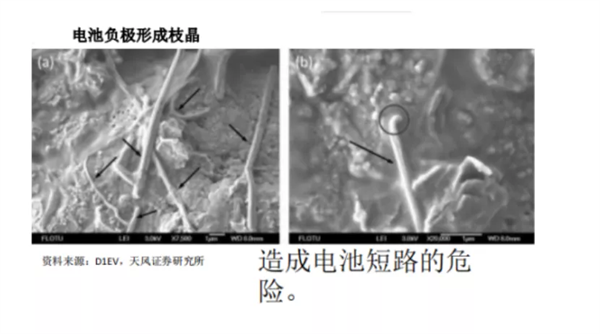 电池负极形成枝晶
(a)
(b)
FLOTU LEI 3.0kV X7,500 1μm WD 8.0mm
FLOTU LEI 3.0kV X20,000 1μm WD 8.0mm
资料来源：D1EV，天风证券研究所
造成电池短路的危
险。